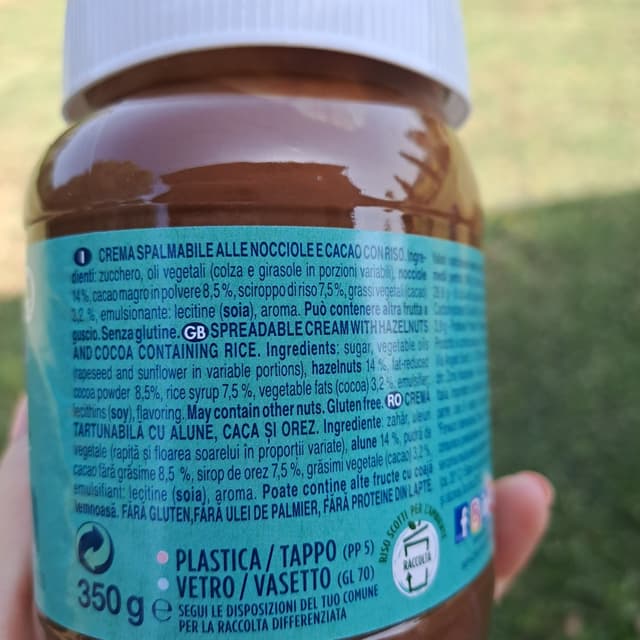 I CREMA SPALMABILE ALLE NOCCIOLE E CACAO CON RISO. Ingre-
dienti: zucchero, oli vegetali (colza e girasole in porzioni variabili), nocciole
14%, cacao magro in polvere 8,5%, sciroppo di riso 7,5%, grassi vegetali (cacao)
3,2 %, emulsionante: lecitine (soia), aroma. Può contenere altra frutta a
guscio. Senza glutine. GB SPREADABLE CREAM WITH HAZELNUTS
AND COCOA CONTAINING RICE. Ingredients: sugar, vegetable oils
(rapeseed and sunflower in variable portions), hazelnuts 14 %, fat-reduced
cocoa powder 8,5%, rice syrup 7,5 %, vegetable fats (cocoa) 3,2 %, emulsifier:
lecithins (soy), flavoring. May contain other nuts. Gluten free. RO CREMĂ
TARTUNABILĂ CU ALUNE, CACA ȘI OREZ. Ingrediente: zahăr, uleiuri
vegetale (rapiță și floarea soarelui în proporții variate), alune 14 %, pudră de
cacao fără grăsime 8,5 %, sirop de orez 7,5 %, grăsimi vegetale (cacao) 3,2%,
emulsifiant: lecitine (soia), aroma. Poate conține alte fructe cu coajă
lemnoasă. FĂRĂ GLUTEN, FĂRĂ ULEI DE PALMIER, FĂRĂ PROTEINE DIN LAPTE.
PLASTICA / TAPPO (PP 5)
VETRO / VASETTO (GL 70)
350 g e SEGUI LE DISPOSIZIONI DEL TUO COMUNE
PER LA RACCOLTA DIFFERENZIATA
RISO SCOTTI PER L'AMBIENTE
RACCOLTA